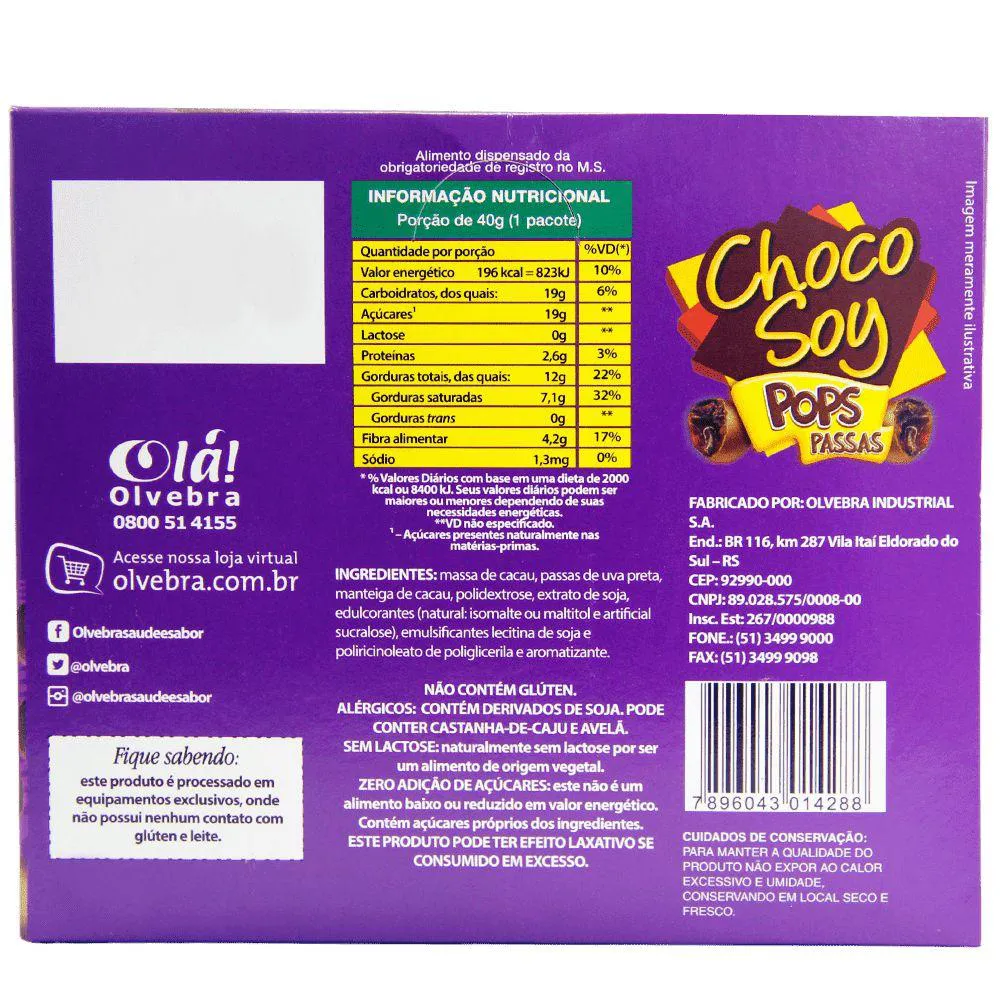 Alimento dispensado da
obrigatoriedade de registro no M.S.
INFORMAÇÃO NUTRICIONAL
Porção de 40g (1 pacote)
Quantidade por porção %VD(*)
Valor energético 196 kcal = 823kJ 10%
Carboidratos, dos quais: 19g 6%
Açúcares¹ 19g **
Lactose 0g **
Proteínas 2,6g 3%
Gorduras totais, das quais: 12g 22%
Gorduras saturadas 7,1g 32%
Gorduras trans 0g **
Fibra alimentar 4,2g 17%
Sódio 1,3mg 0%
*% Valores Diários com base em uma dieta de 2000
kcal ou 8400 kJ. Seus valores diários podem ser
maiores ou menores dependendo de suas
necessidades energéticas.
**VD não especificado.
¹ – Açúcares presentes naturalmente nas
matérias-primas.
INGREDIENTES: massa de cacau, passas de uva preta,
manteiga de cacau, polidextrose, extrato de soja,
edulcorantes (natural: isomalte ou maltitol e artificial
sucralose), emulsificantes lecitina de soja e
poliricinoleato de poliglicerila e aromatizante.
NÃO CONTÉM GLÚTEN.
ALÉRGICOS: CONTÉM DERIVADOS DE SOJA. PODE
CONTER CASTANHA-DE-CAJU E AVELÃ.
SEM LACTOSE: naturalmente sem lactose por ser
um alimento de origem vegetal.
ZERO ADIÇÃO DE AÇÚCARES: este não é um
alimento baixo ou reduzido em valor energético.
Contém açúcares próprios dos ingredientes.
ESTE PRODUTO PODE TER EFEITO LAXATIVO SE
CONSUMIDO EM EXCESSO.
Olá!
Olvebra
0800 51 4155
Acesse nossa loja virtual
olvebra.com.br
f Olvebrasaudeesabor
@olvebra
@olvebrasaudeesabor
Fique sabendo:
este produto é processado em
equipamentos exclusivos, onde
não possui nenhum contato com
glúten e leite.
Choco
Soy
POPS
PASSAS
Imagem meramente ilustrativa
FABRICADO POR: OLVEBRA INDUSTRIAL
S.A.
End.: BR 116, km 287 Vila Itaí Eldorado do
Sul – RS
CEP: 92990-000
CNPJ: 89.028.575/0008-00
Insc. Est: 267/0000988
FONE.: (51) 3499 9000
FAX: (51) 3499 9098
7 896043 014288
CUIDADOS DE CONSERVAÇÃO:
PARA MANTER A QUALIDADE DO
PRODUTO NÃO EXPOR AO CALOR
EXCESSIVO E UMIDADE,
CONSERVANDO EM LOCAL SECO E
FRESCO.